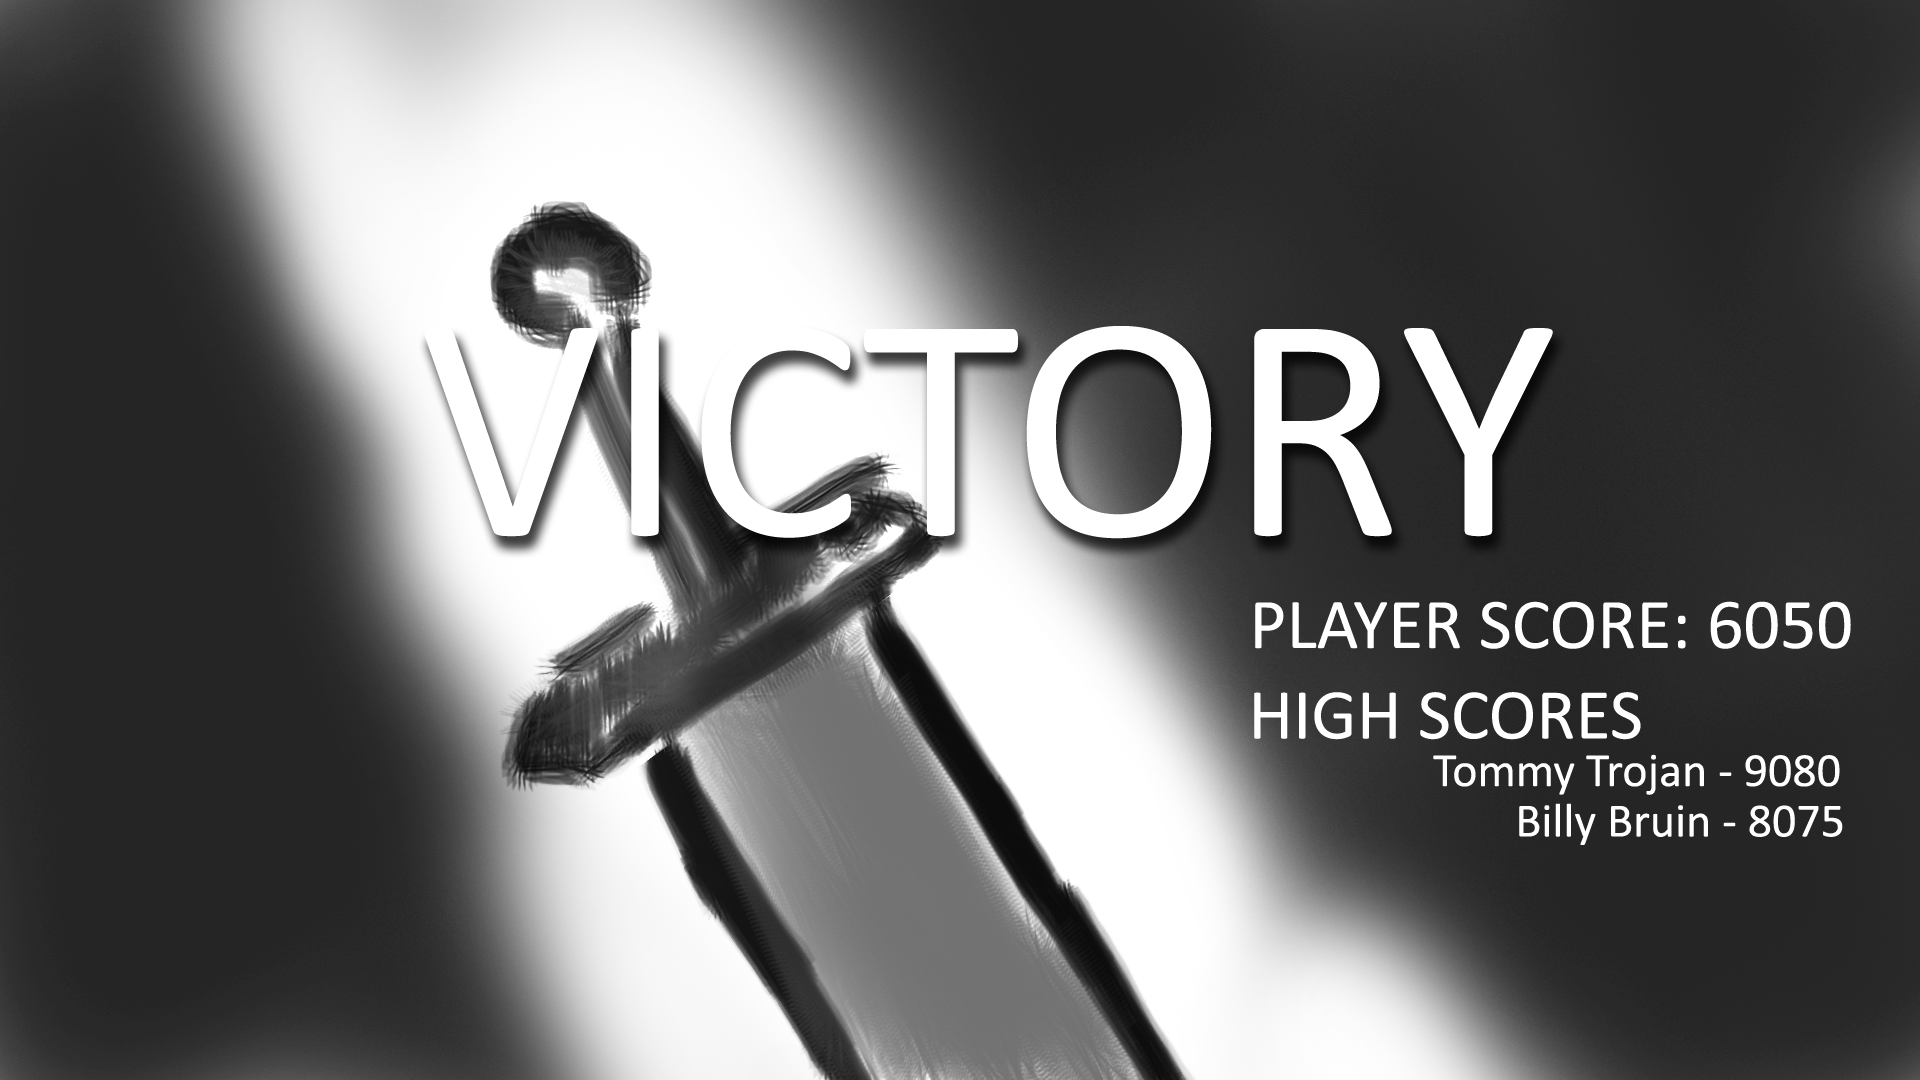 VICTORY
PLAYER SCORE: 6050
HIGH SCORES
Tommy Trojan - 9080
Billy Bruin - 8075